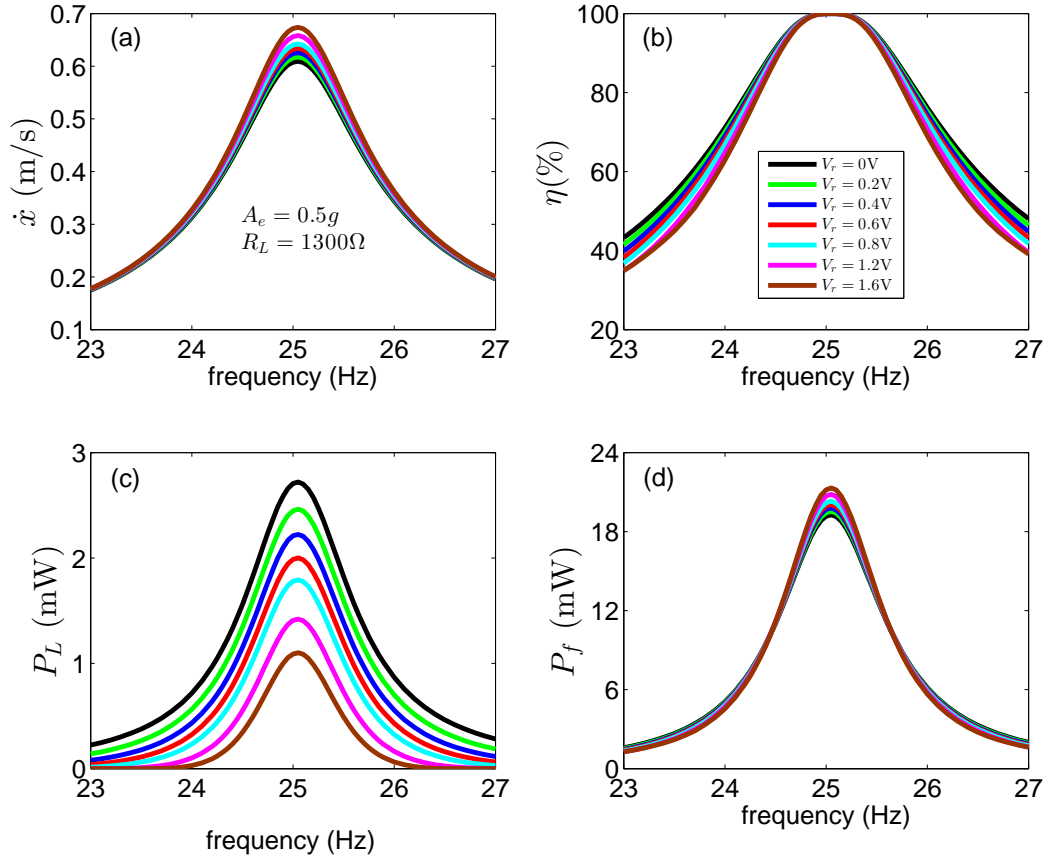 (a)
0.7
0.6
0.5
0.4
0.3
0.2
0.1
ẋ (m/s)
A_e = 0.5g
R_L = 1300Ω
23 24 25 26 27
frequency (Hz)
(b)
100
80
60
40
20
η(%)
V_r = 0V
V_r = 0.2V
V_r = 0.4V
V_r = 0.6V
V_r = 0.8V
V_r = 1.2V
V_r = 1.6V
23 24 25 26 27
frequency (Hz)
(c)
3
2
1
0
P_L (mW)
23 24 25 26 27
frequency (Hz)
(d)
24
18
12
6
0
P_f (mW)
23 24 25 26 27
frequency (Hz)